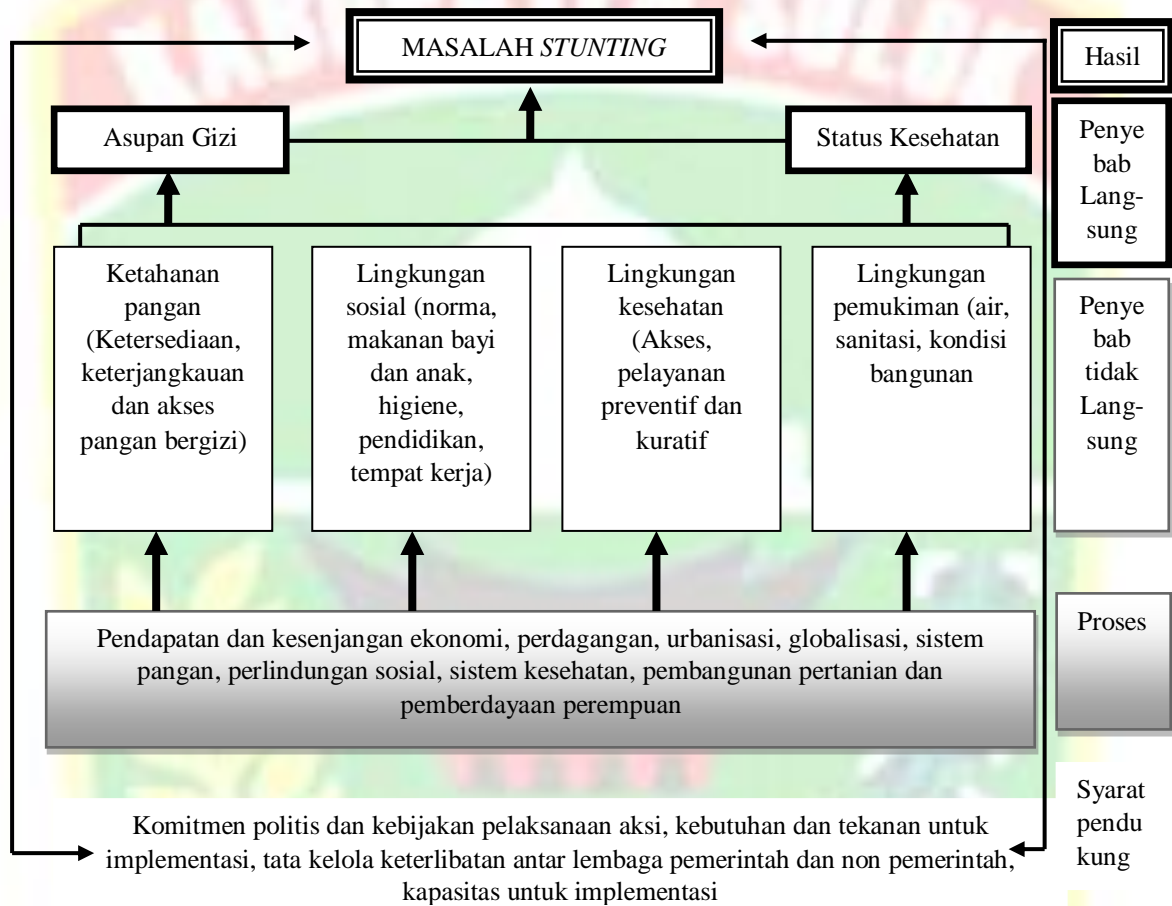 MASALAH STUNTING
Hasil
Asupan Gizi
Status Kesehatan
Penye
bab
Lang-
sung
Ketahanan
pangan
(Ketersediaan,
keterjangkauan
dan akses
pangan bergizi)
Lingkungan
sosial (norma,
makanan bayi
dan anak,
higiene,
pendidikan,
tempat kerja)
Lingkungan
kesehatan
(Akses,
pelayanan
preventif dan
kuratif
Lingkungan
pemukiman (air,
sanitasi, kondisi
bangunan
Penye
bab
tidak
Lang-
sung
Pendapatan dan kesenjangan ekonomi, perdagangan, urbanisasi, globalisasi, sistem
pangan, perlindungan sosial, sistem kesehatan, pembangunan pertanian dan
pemberdayaan perempuan
Proses
Komitmen politis dan kebijakan pelaksanaan aksi, kebutuhan dan tekanan untuk
implementasi, tata kelola keterlibatan antar lembaga pemerintah dan non pemerintah,
kapasitas untuk implementasi
Syarat
pendu
kung